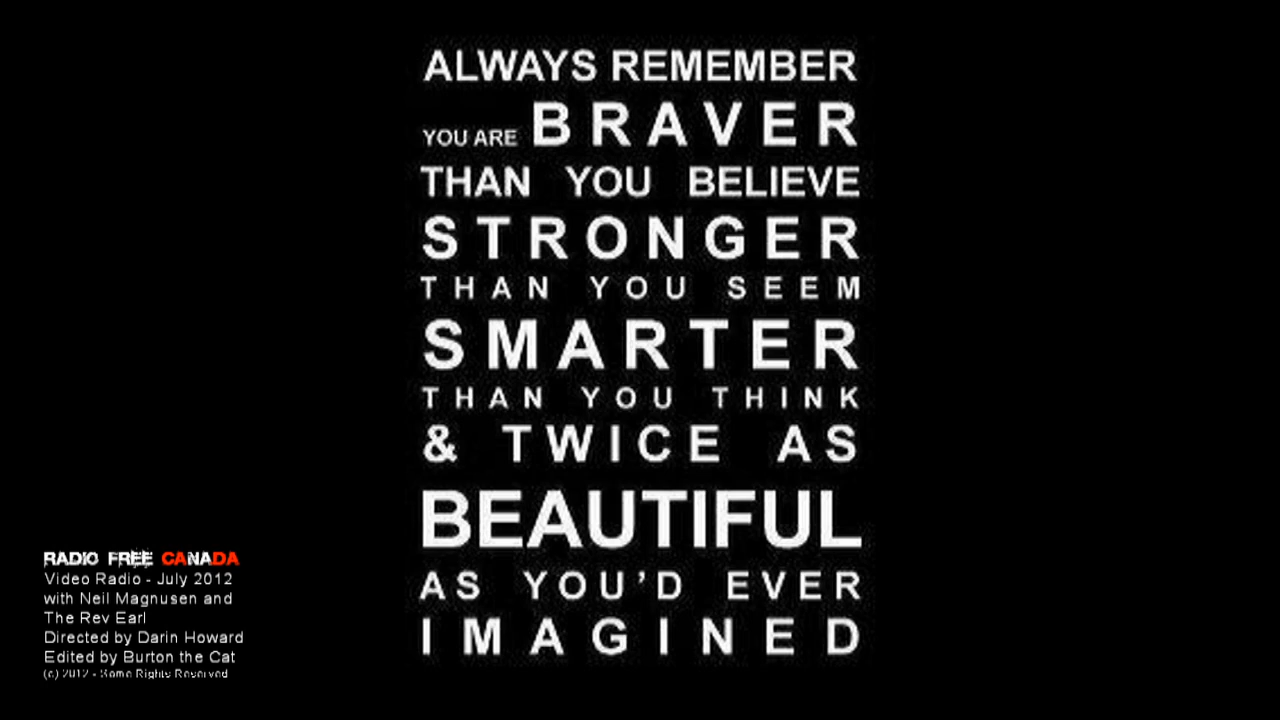 ALWAYS REMEMBER
YOU ARE BRAVER
THAN YOU BELIEVE
STRONGER
THAN YOU SEEM
SMARTER
THAN YOU THINK
& TWICE AS
BEAUTIFUL
AS YOU'D EVER
IMAGINED
RADIO FREE CANADA
Video Radio - July 2012
with Neil Magnusen and
The Rev Earl
Directed by Darin Howard
Edited by Burton the Cat
(c) 2012 - Some Rights Reserved